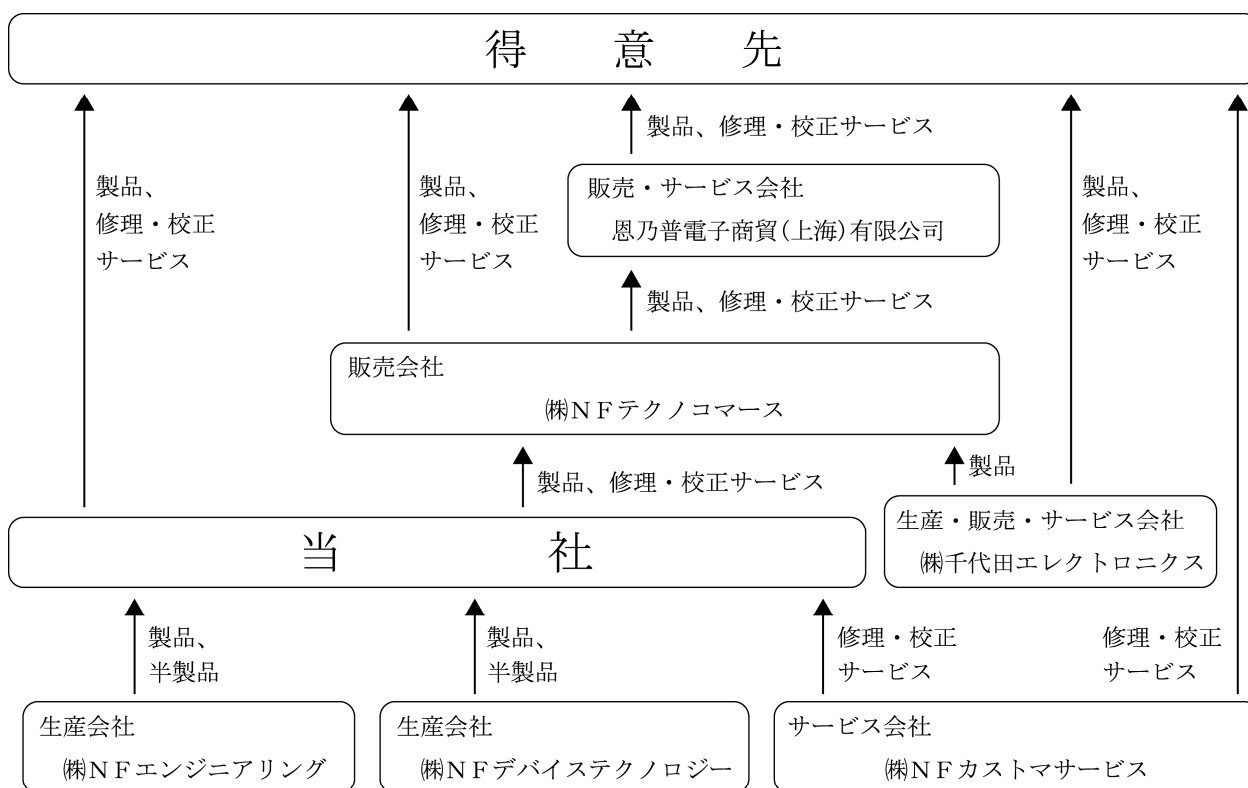 得意先
製品、修理・校正サービス
製品、
修理・校正
サービス
製品、
修理・校正
サービス
販売・サービス会社
恩乃普電子商貿(上海)有限公司
製品、
修理・校正
サービス
製品、修理・校正サービス
販売会社
㈱ＮＦテクノコマース
製品、修理・校正サービス
製品
生産・販売・サービス会社
㈱千代田エレクトロニクス
当社
製品、
半製品
製品、
半製品
修理・校正
サービス
修理・校正
サービス
生産会社
㈱ＮＦエンジニアリング
生産会社
㈱ＮＦデバイステクノロジー
サービス会社
㈱ＮＦカストマサービス